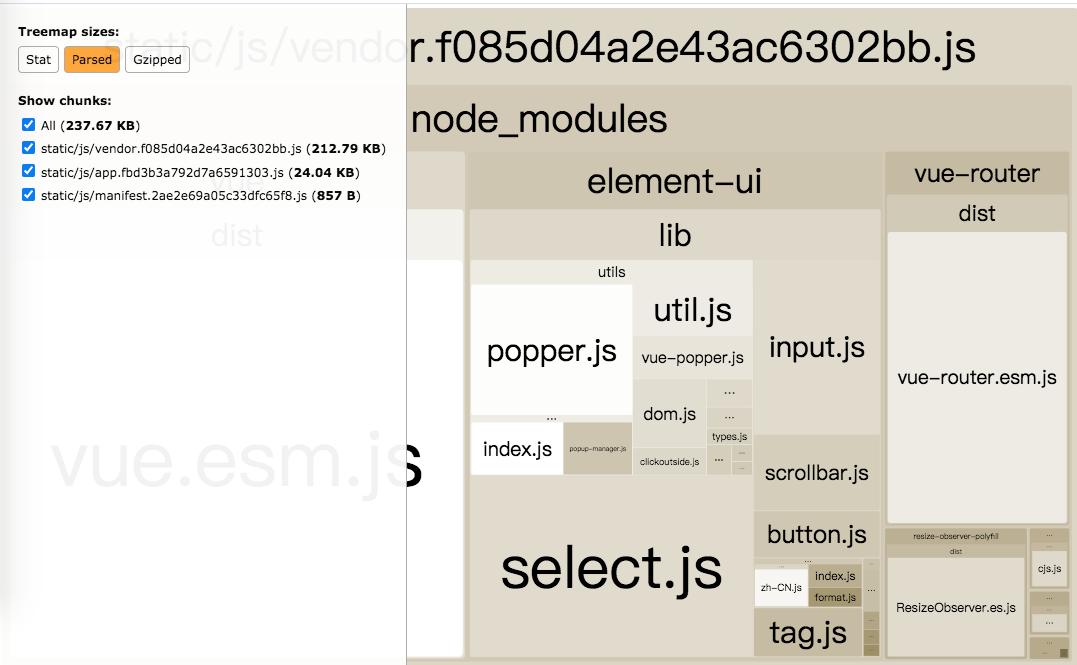 Treemap sizes:
Stat Parsed Gzipped
Show chunks:
All (237.67 KB)
static/js/vendor.f085d04a2e43ac6302bb.js (212.79 KB)
static/js/app.fbd3b3a792d7a6591303.js (24.04 KB)
static/js/manifest.2ae2e69a05c33dfc65f8.js (857 B)
static/js/vendor.f085d04a2e43ac6302bb.js
node_modules
vue
dist
vue.esm.js
element-ui
lib
utils
popper.js
util.js
vue-popper.js
dom.js
...
...
types.js
clickoutside.js
...
...
...
...
index.js
popup-manager.js
select.js
input.js
scrollbar.js
button.js
...
...
zh-CN.js
index.js
format.js
...
...
tag.js
...
...
...
vue-router
dist
vue-router.esm.js
resize-observer-polyfill
dist
ResizeObserver.es.js
...
...
cjs.js
...
...
...
...
...